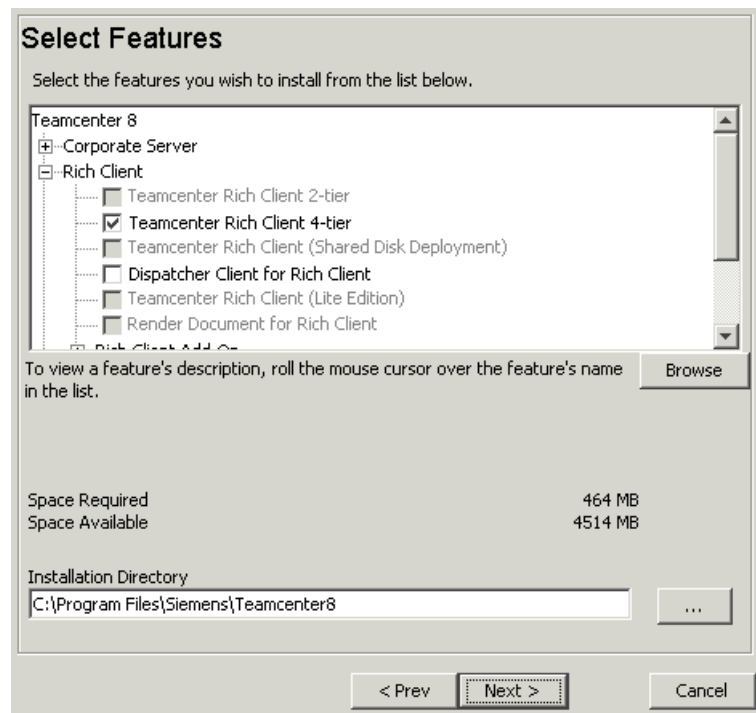 Select Features
Select the features you wish to install from the list below.
Teamcenter 8
Corporate Server
Rich Client
Teamcenter Rich Client 2-tier
Teamcenter Rich Client 4-tier
Teamcenter Rich Client (Shared Disk Deployment)
Dispatcher Client for Rich Client
Teamcenter Rich Client (Lite Edition)
Render Document for Rich Client
Rich Client Add-On
To view a feature's description, roll the mouse cursor over the feature's name
in the list.
Browse
Space Required 464 MB
Space Available 4514 MB
Installation Directory
C:\Program Files\Siemens\Teamcenter8
...
< Prev Next > Cancel